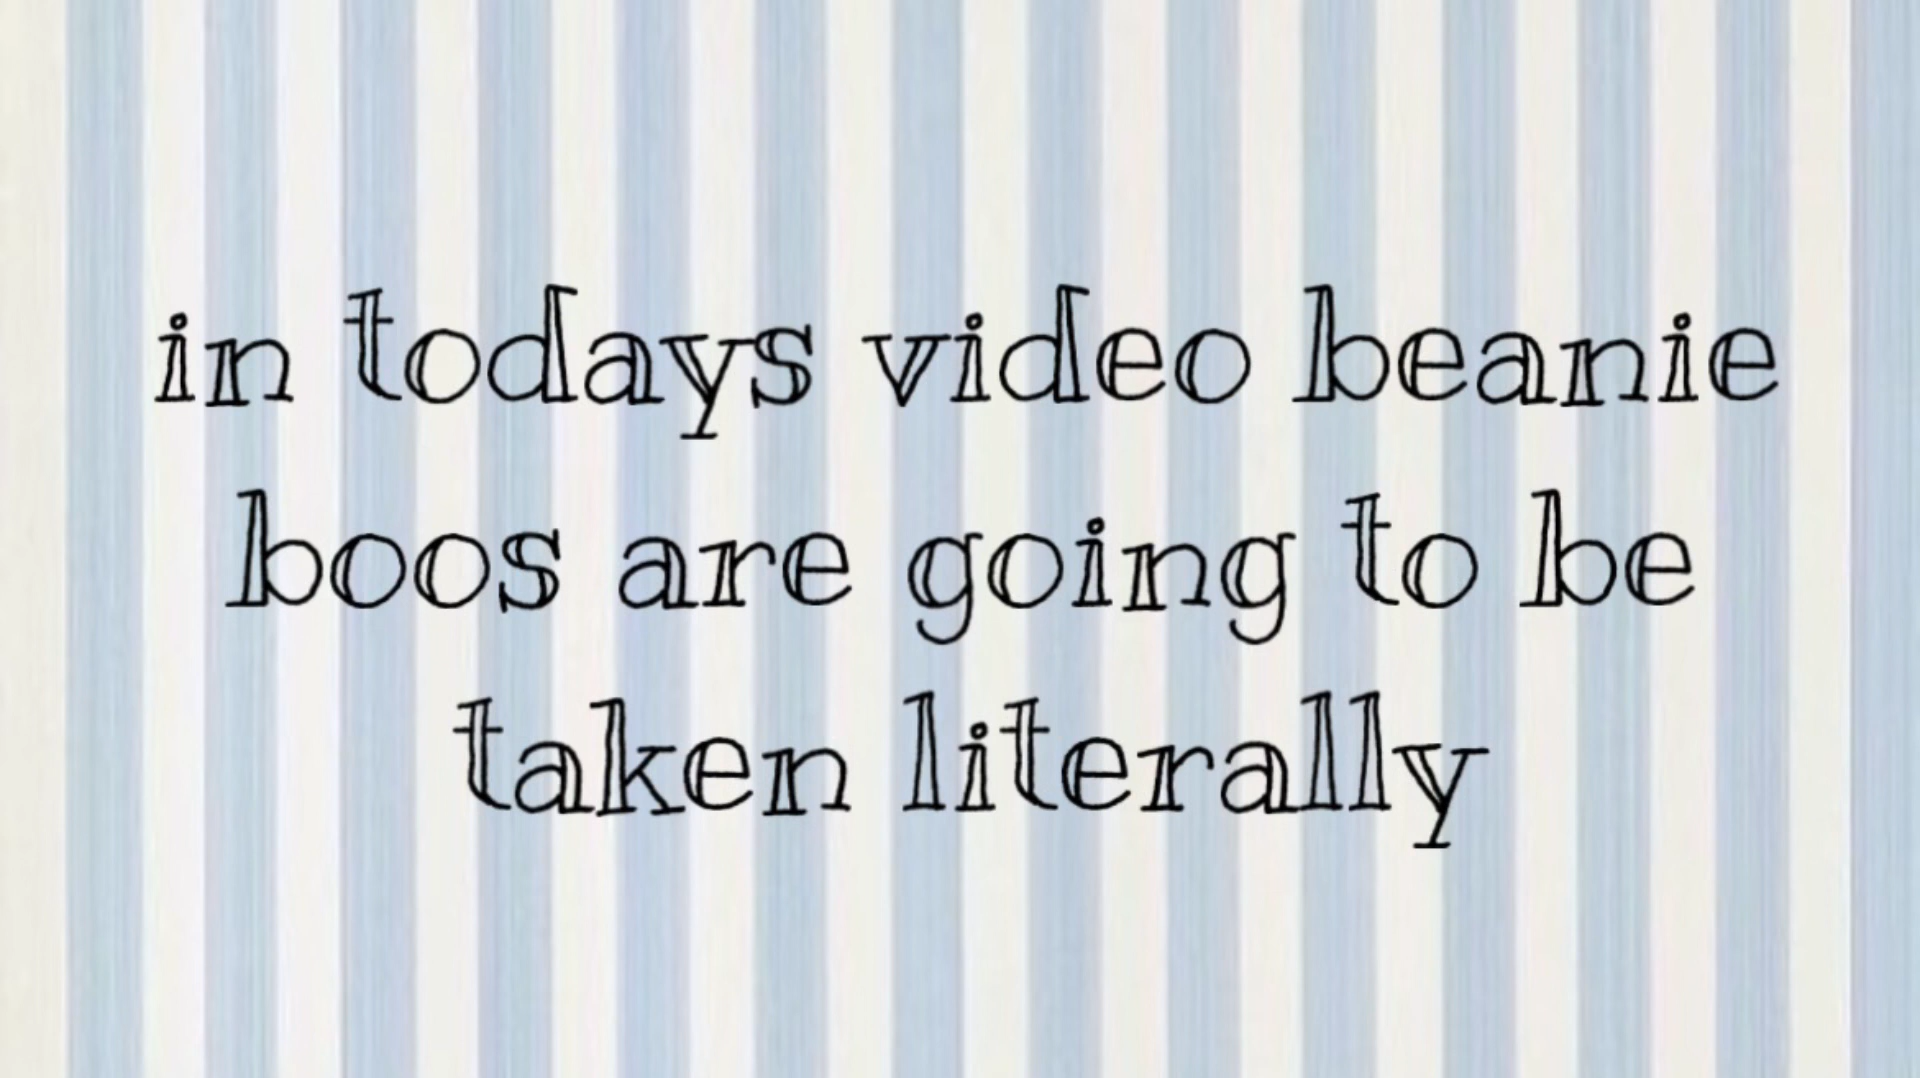 in todays video beanie
boos are going to be
taken literally